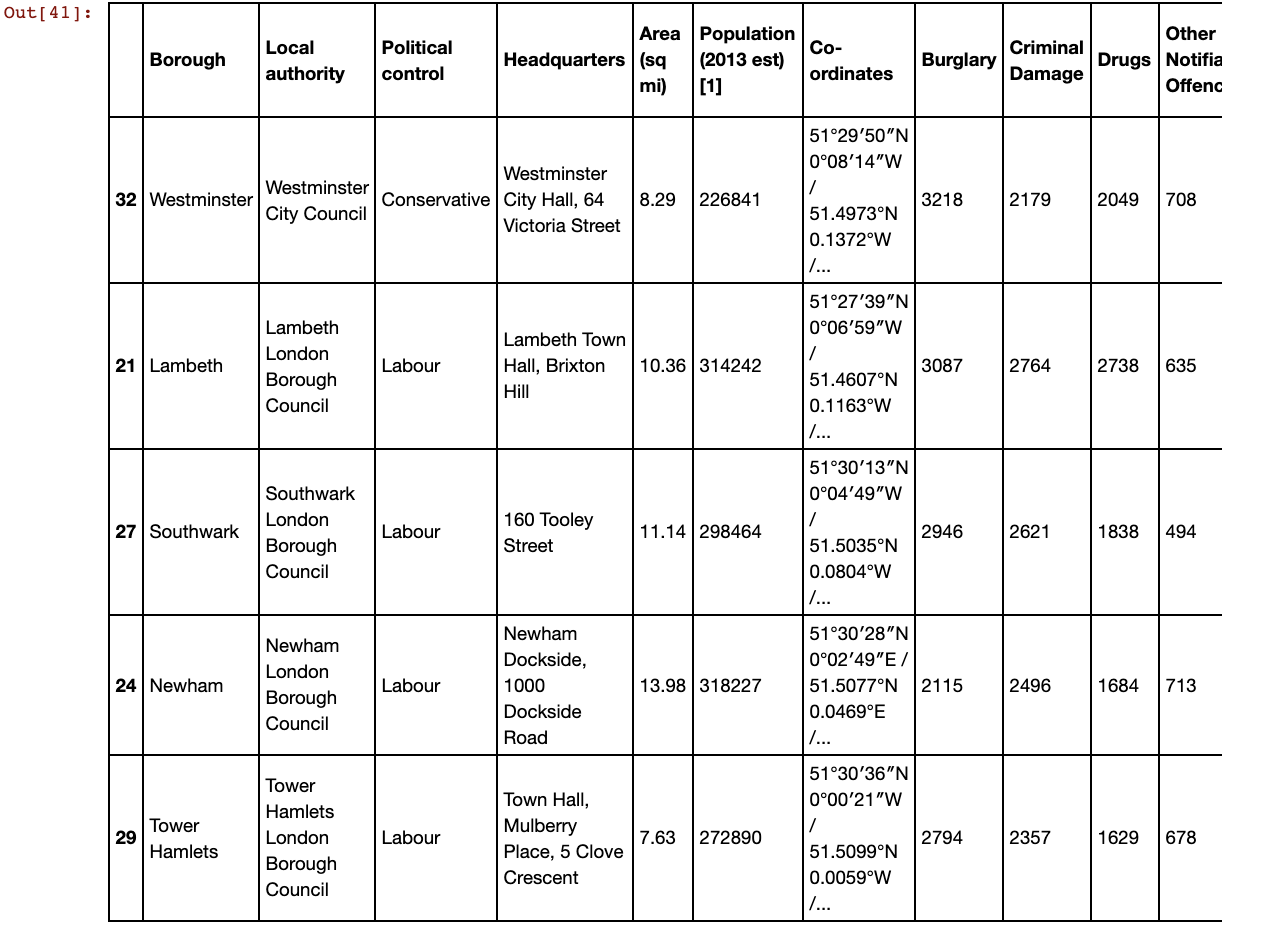 Out[41]:
Borough Local authority Political control Headquarters Area (sq mi) Population (2013 est) [1] Co-ordinates Burglary Criminal Damage Drugs Other Notifia Offenc
32 Westminster Westminster City Council Conservative Westminster City Hall, 64 Victoria Street 8.29 226841 51°29′50″N 0°08′14″W / 51.4973°N 0.1372°W /... 3218 2179 2049 708
21 Lambeth Lambeth London Borough Council Labour Lambeth Town Hall, Brixton Hill 10.36 314242 51°27′39″N 0°06′59″W / 51.4607°N 0.1163°W /... 3087 2764 2738 635
27 Southwark Southwark London Borough Council Labour 160 Tooley Street 11.14 298464 51°30′13″N 0°04′49″W / 51.5035°N 0.0804°W /... 2946 2621 1838 494
24 Newham Newham London Borough Council Labour Newham Dockside, 1000 Dockside Road 13.98 318227 51°30′28″N 0°02′49″E / 51.5077°N 0.0469°E /... 2115 2496 1684 713
29 Tower Hamlets Tower Hamlets London Borough Council Labour Town Hall, Mulberry Place, 5 Clove Crescent 7.63 272890 51°30′36″N 0°00′21″W / 51.5099°N 0.0059°W /... 2794 2357 1629 678